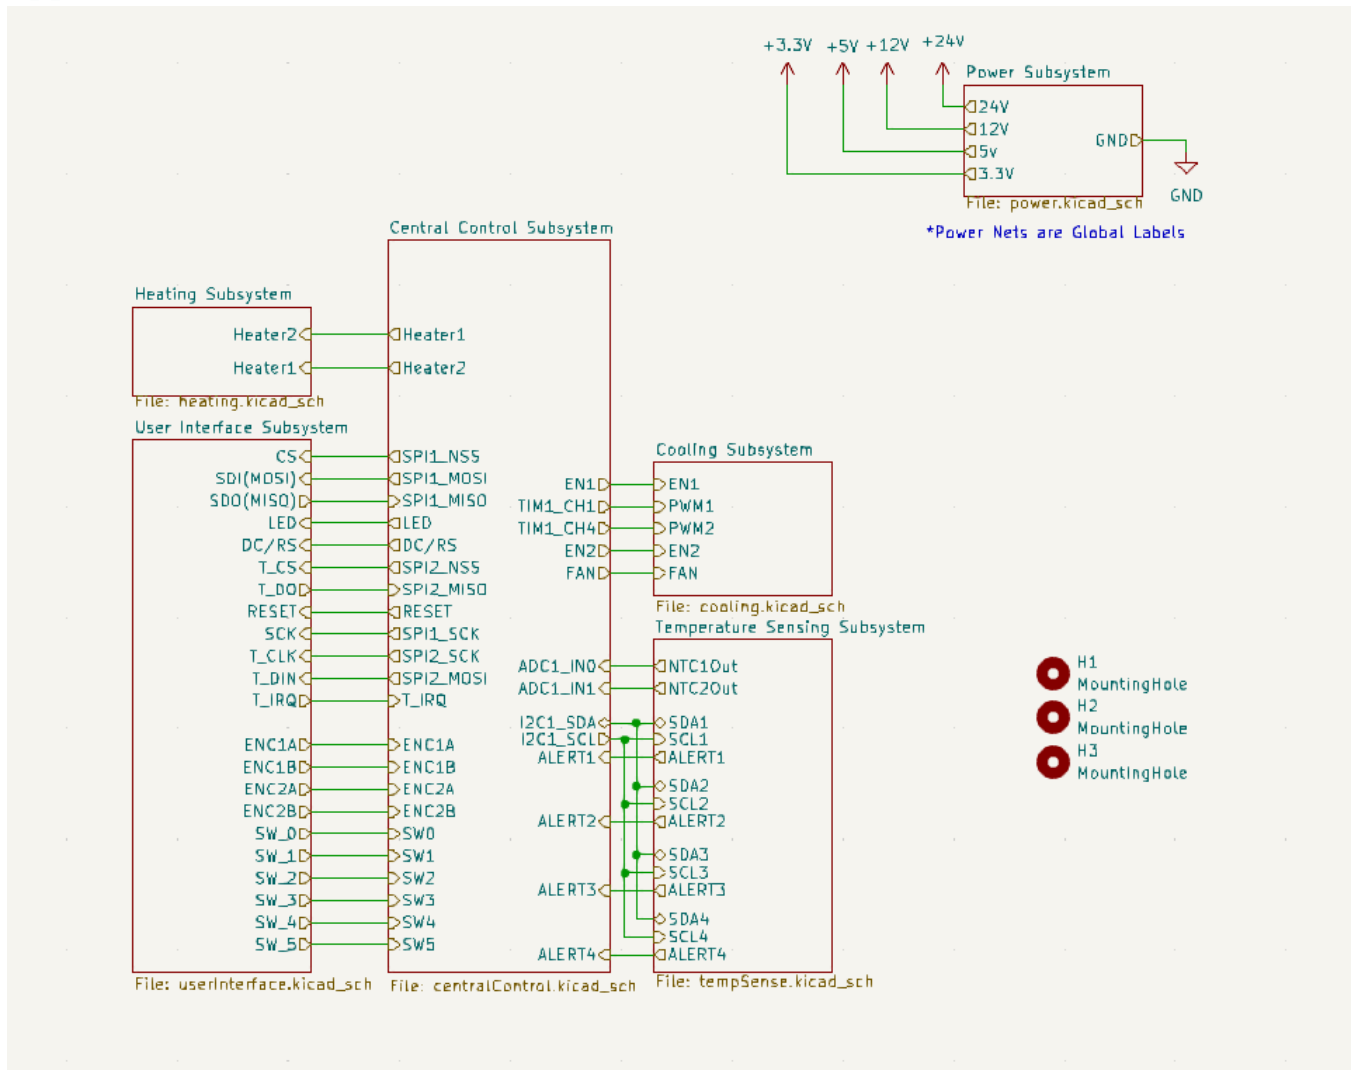 +3.3V +5V +12V +24V
Power Subsystem
24V
12V
GND
5v
3.3V
GND
File: power.kicad_sch
*Power Nets are Global Labels
Central Control Subsystem
Heating Subsystem
Heater2 Heater1
Heater1 Heater2
File: heating.kicad_sch
User Interface Subsystem
CS SPI1_NSS
SDI(MOSI) SPI1_MOSI
SDO(MISO) SPI1_MISO
LED LED
DC/RS DC/RS
T_CS SPI2_NSS
T_DO SPI2_MISO
RESET RESET
SCK SPI1_SCK
T_CLK SPI2_SCK
T_DIN SPI2_MOSI
T_IRQ T_IRQ
ENC1A ENC1A
ENC1B ENC1B
ENC2A ENC2A
ENC2B ENC2B
SW_0 SW0
SW_1 SW1
SW_2 SW2
SW_3 SW3
SW_4 SW4
SW_5 SW5
File: userInterface.kicad_sch
File: centralControl.kicad_sch
Cooling Subsystem
EN1 EN1
TIM1_CH1 PWM1
TIM1_CH4 PWM2
EN2 EN2
FAN FAN
File: cooling.kicad_sch
Temperature Sensing Subsystem
ADC1_IN0 NTC1Out
ADC1_IN1 NTC2Out
I2C1_SDA SDA1
I2C1_SCL SCL1
ALERT1 ALERT1
SDA2
SCL2
ALERT2 ALERT2
SDA3
SCL3
ALERT3 ALERT3
SDA4
SCL4
ALERT4 ALERT4
File: tempSense.kicad_sch
H1
MountingHole
H2
MountingHole
H3
MountingHole